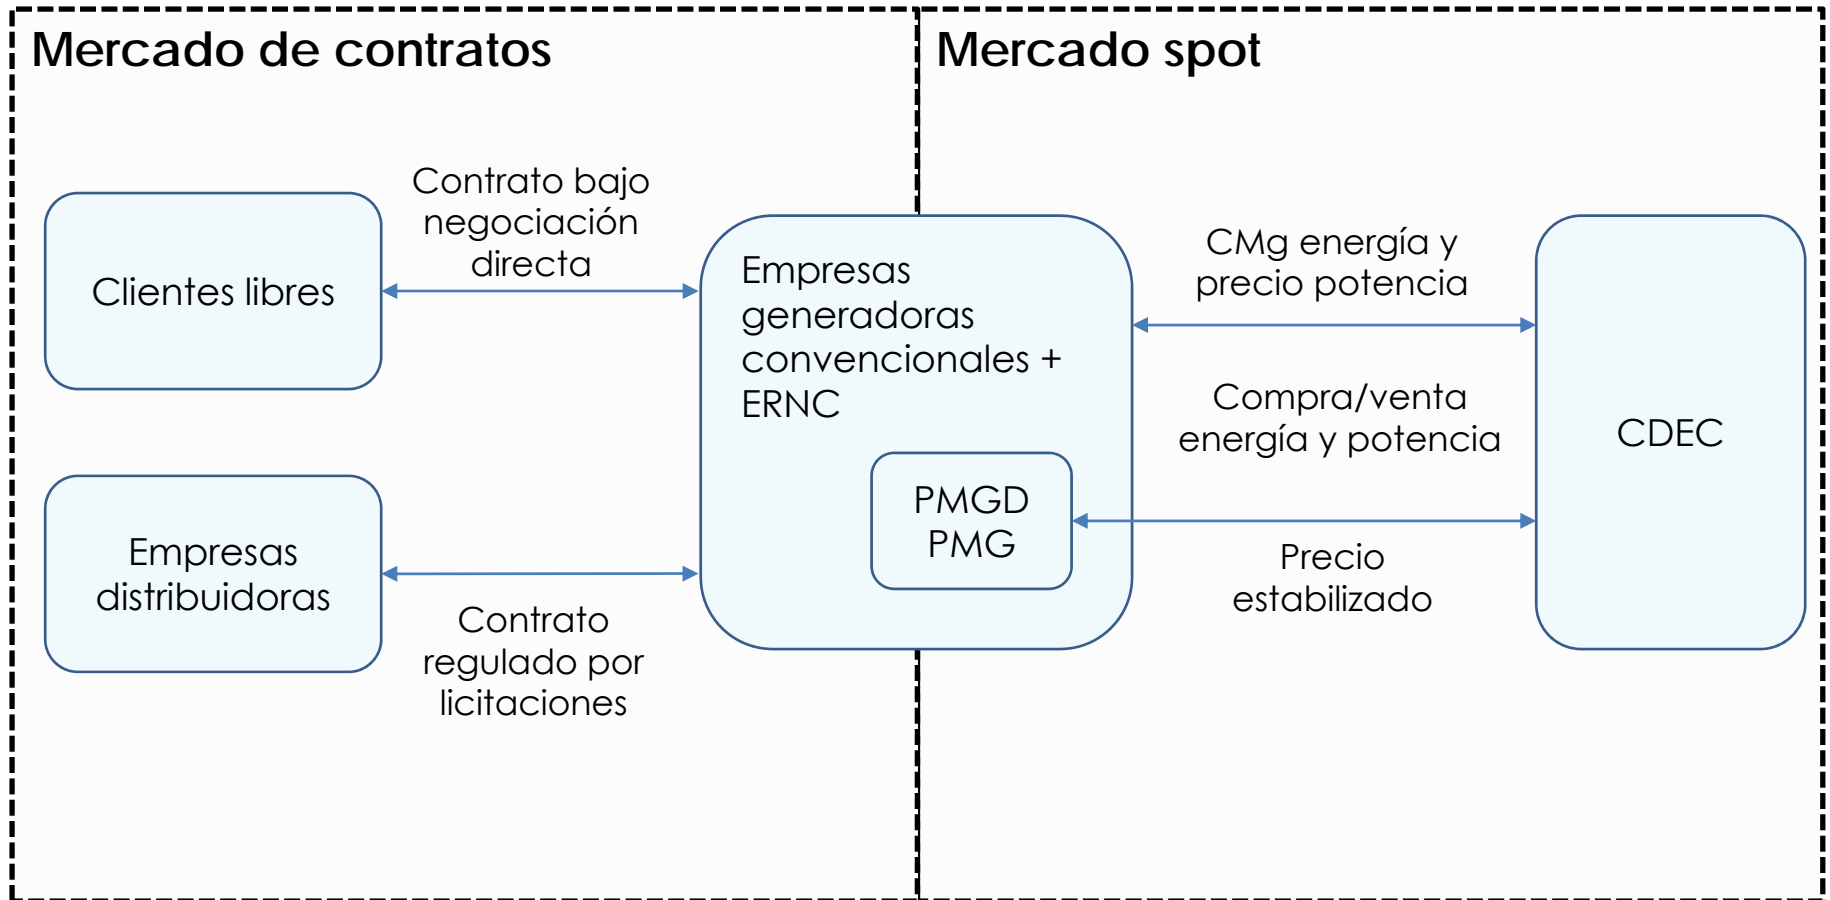 Mercado de contratos
Mercado spot
Contrato bajo
negociación
directa
Clientes libres
Empresas
distribuidoras
Contrato
regulado por
licitaciones
Empresas
generadoras
convencionales +
ERNC
PMGD
PMG
CMg energía y
precio potencia
Compra/venta
energía y potencia
Precio
estabilizado
CDEC